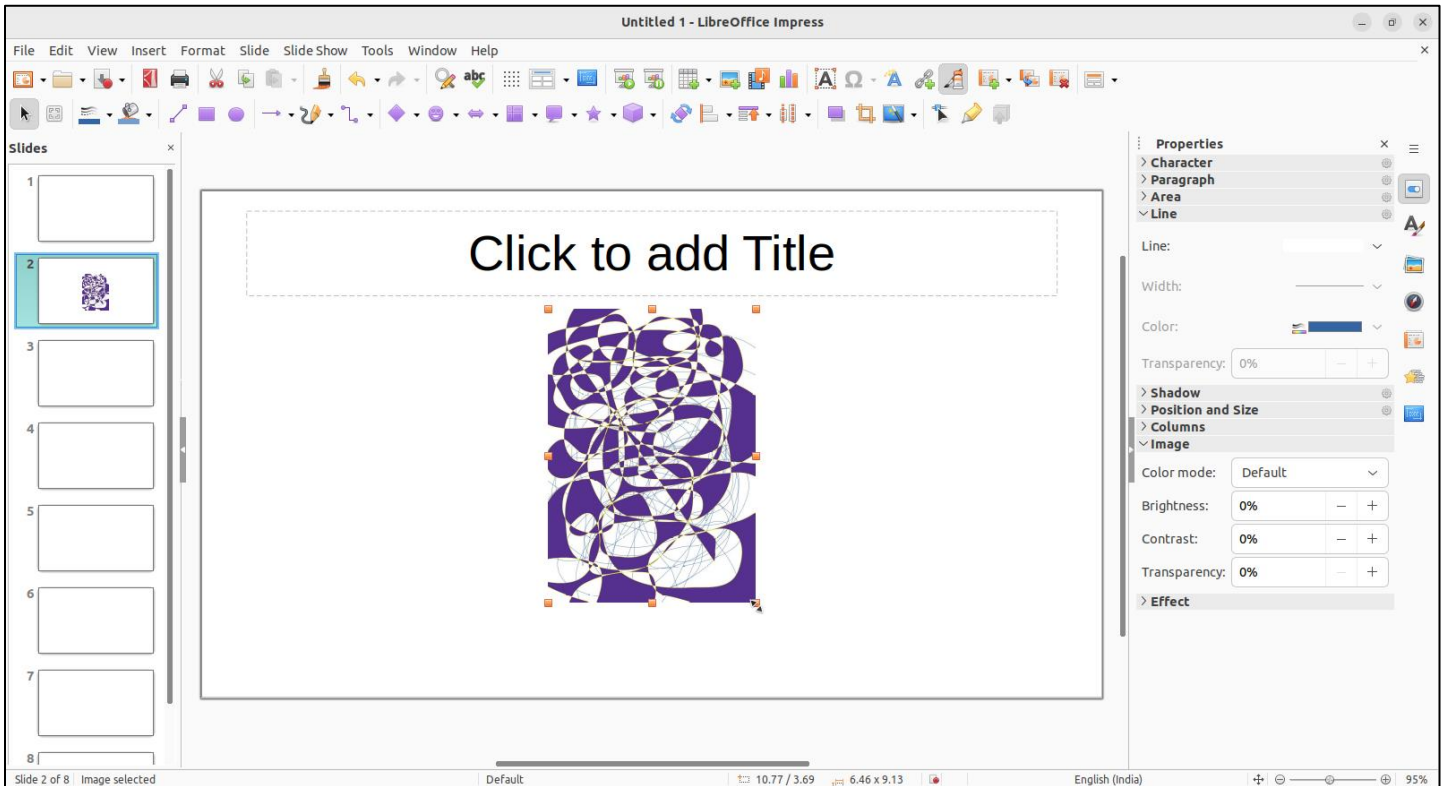 Untitled 1 - LibreOffice Impress
File Edit View Insert Format Slide Slide Show Tools Window Help
abc
Slides
Properties
Character
Paragraph
Area
Line
Line:
Width:
Color:
Transparency: 0%
Shadow
Position and Size
Columns
Image
Color mode: Default
Brightness: 0%
Contrast: 0%
Transparency: 0%
Effect
1
2
3
4
5
6
7
8
Click to add Title
Slide 2 of 8 Image selected Default 10.77 / 3.69 6.46 x 9.13 English (India) 95%